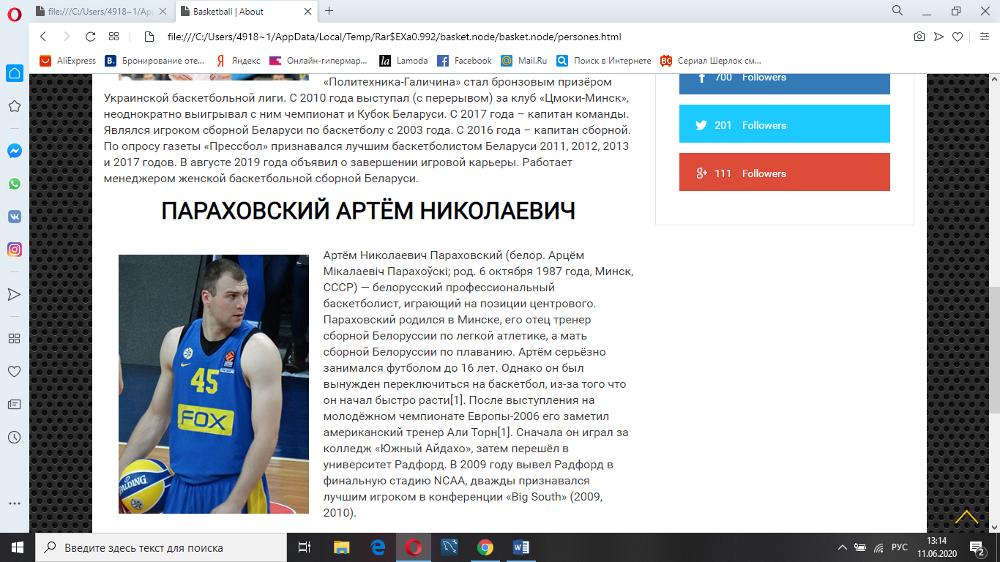 file:///C:/Users/4918~1/App
Basketball | About
file:///C:/Users/4918~1/AppData/Local/Temp/Rar$EXa0.992/basket.node/basket.node/persones.html
AliExpress
Бронирование оте...
Яндекс
Онлайн-гипермар...
Lamoda
Facebook
Mail.Ru
Поиск в Интернете
Сериал Шерлок см...
«Политехника-Галичина» стал бронзовым призёром
Украинской баскетбольной лиги. С 2010 года выступал (с перерывом) за клуб «Цмоки-Минск»,
неоднократно выигрывал с ним чемпионат и Кубок Беларуси. С 2017 года – капитан команды.
Являлся игроком сборной Беларуси по баскетболу с 2003 года. С 2016 года – капитан сборной.
По опросу газеты «Прессбол» признавался лучшим баскетболистом Беларуси 2011, 2012, 2013
и 2017 годов. В августе 2019 года объявил о завершении игровой карьеры. Работает
менеджером женской баскетбольной сборной Беларуси.
700 Followers
201 Followers
111 Followers
ПАРАХОВСКИЙ АРТЁМ НИКОЛАЕВИЧ
45
FOX
SPALDING
Артём Николаевич Параховский (белор. Арцём
Мікалаевіч Парахоўскі; род. 6 октября 1987 года, Минск,
СССР) — белорусский профессиональный
баскетболист, играющий на позиции центрового.
Параховский родился в Минске, его отец тренер
сборной Белоруссии по легкой атлетике, а мать
сборной Белоруссии по плаванию. Артём серьёзно
занимался футболом до 16 лет. Однако он был
вынужден переключиться на баскетбол, из-за того что
он начал быстро расти[1]. После выступления на
молодёжном чемпионате Европы-2006 его заметил
американский тренер Али Торн[1]. Сначала он играл за
колледж «Южный Айдахо», затем перешёл в
университет Радфорд. В 2009 году вывел Радфорд в
финальную стадию NCAA, дважды признавался
лучшим игроком в конференции «Big South» (2009,
2010).
Введите здесь текст для поиска
РУС
13:14
11.06.2020
2